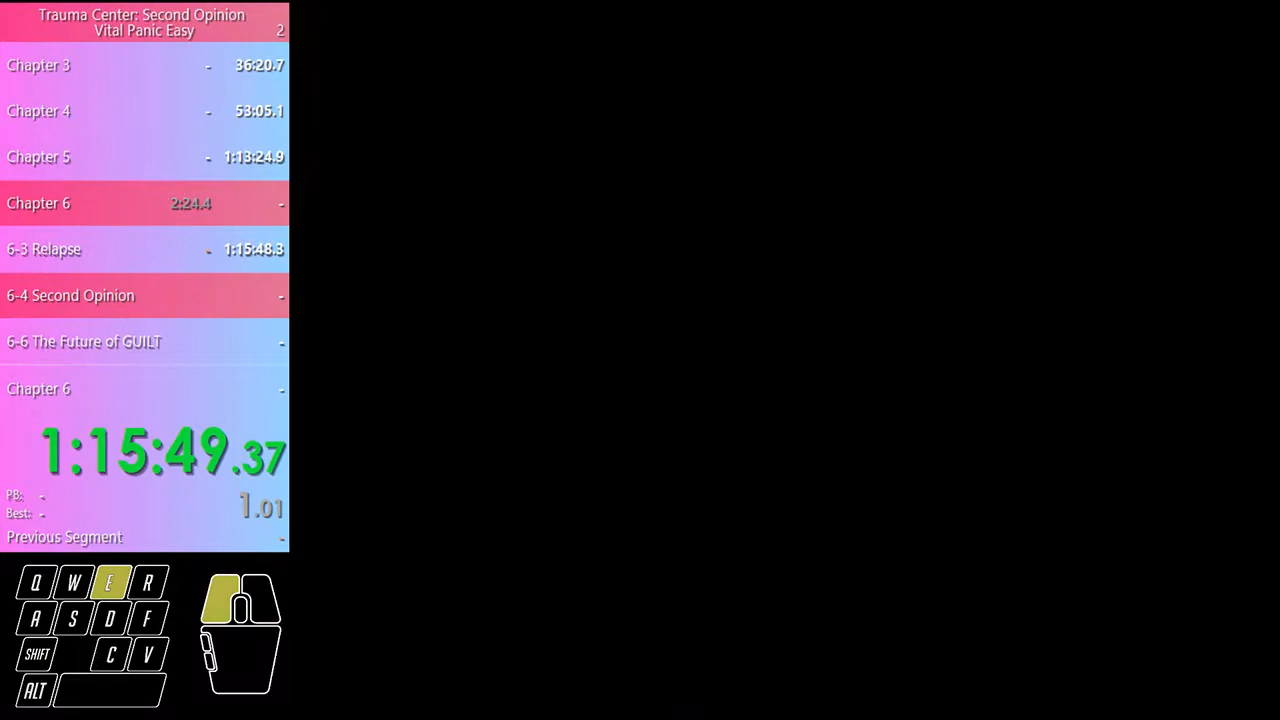 Trauma Center: Second Opinion
Vital Panic Easy 2
Chapter 3 - 36:20.7
Chapter 4 - 53:05.1
Chapter 5 - 1:13:24.9
Chapter 6 2:24.4 -
6-3 Relapse - 1:15:48.3
6-4 Second Opinion -
6-6 The Future of GUILT -
Chapter 6 -
1:15:49.37
PB: - 1.01
Best: -
Previous Segment -
Q W E R
A S D F
SHIFT C V
ALT